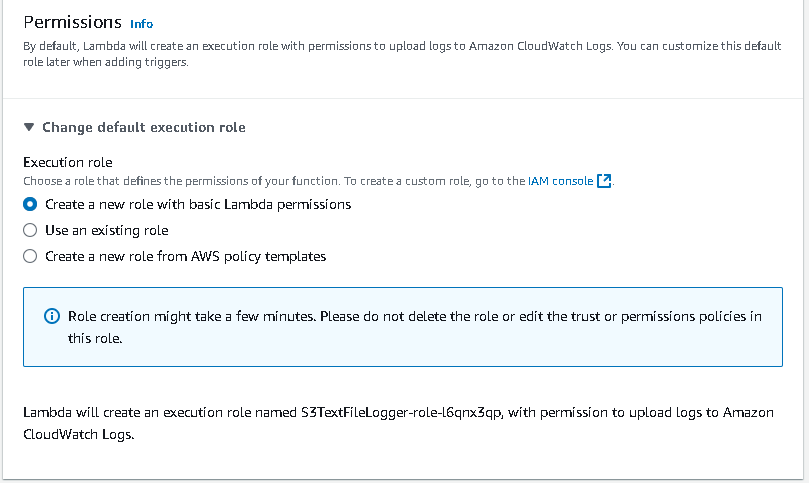 Permissions Info
By default, Lambda will create an execution role with permissions to upload logs to Amazon CloudWatch Logs. You can customize this default
role later when adding triggers.
Change default execution role
Execution role
Choose a role that defines the permissions of your function. To create a custom role, go to the IAM console.
Create a new role with basic Lambda permissions
Use an existing role
Create a new role from AWS policy templates
Role creation might take a few minutes. Please do not delete the role or edit the trust or permissions policies in
this role.
Lambda will create an execution role named S3TextFileLogger-role-l6qnx3qp, with permission to upload logs to Amazon
CloudWatch Logs.